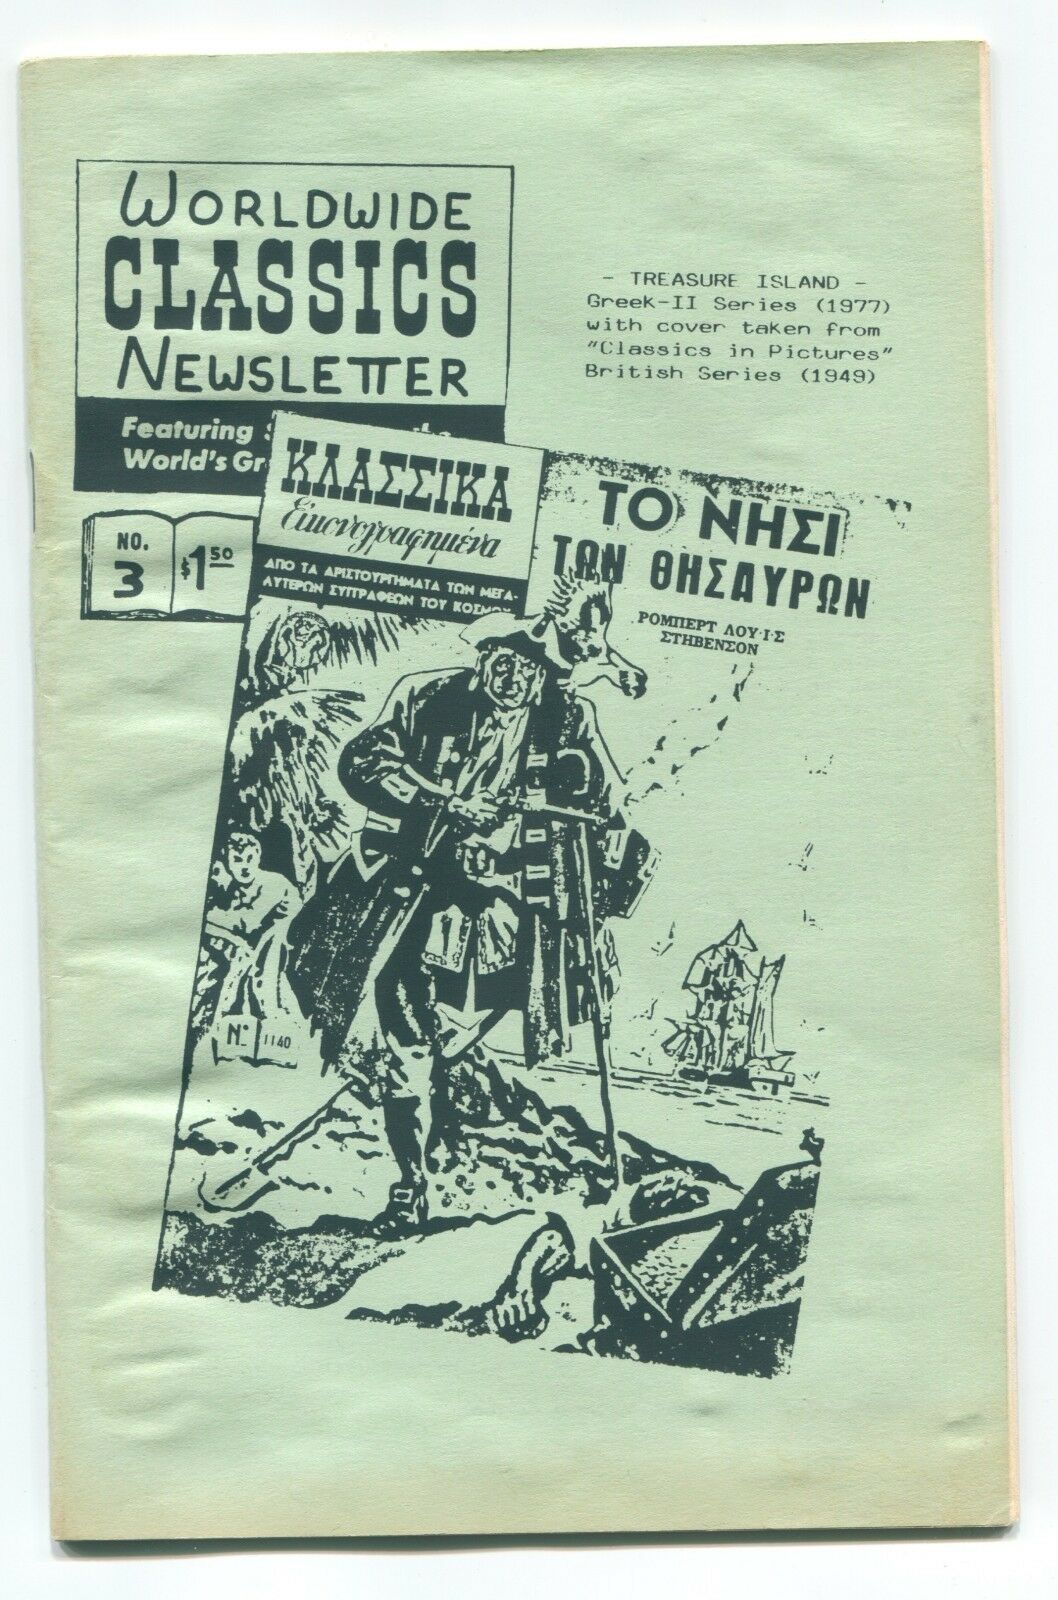 WORLDWIDE
CLASSICS
NEWSLETTER
Featuring
World's
NO.
3
$1.50
- TREASURE ISLAND -
Greek-II Series (1977)
with cover taken from
"Classics in Pictures"
British Series (1949)
ΚΛΑΣΣΙΚΑ
Εικονογραφημένα
ΑΠΟ ΤΑ ΑΡΙΣΤΟΥΡΓΗΜΑΤΑ ΤΩΝ ΜΕΓΑ-
ΛΥΤΕΡΩΝ ΣΥΓΓΡΑΦΕΩΝ ΤΟΥ ΚΟΣΜΟΥ
ΤΟ ΝΗΣΙ
ΤΩΝ ΘΗΣΑΥΡΩΝ
ΡΟΜΠΕΡΤ ΛΟΥ·Ι·Σ
ΣΤΗΒΕΝΣΟΝ
Nº 1140